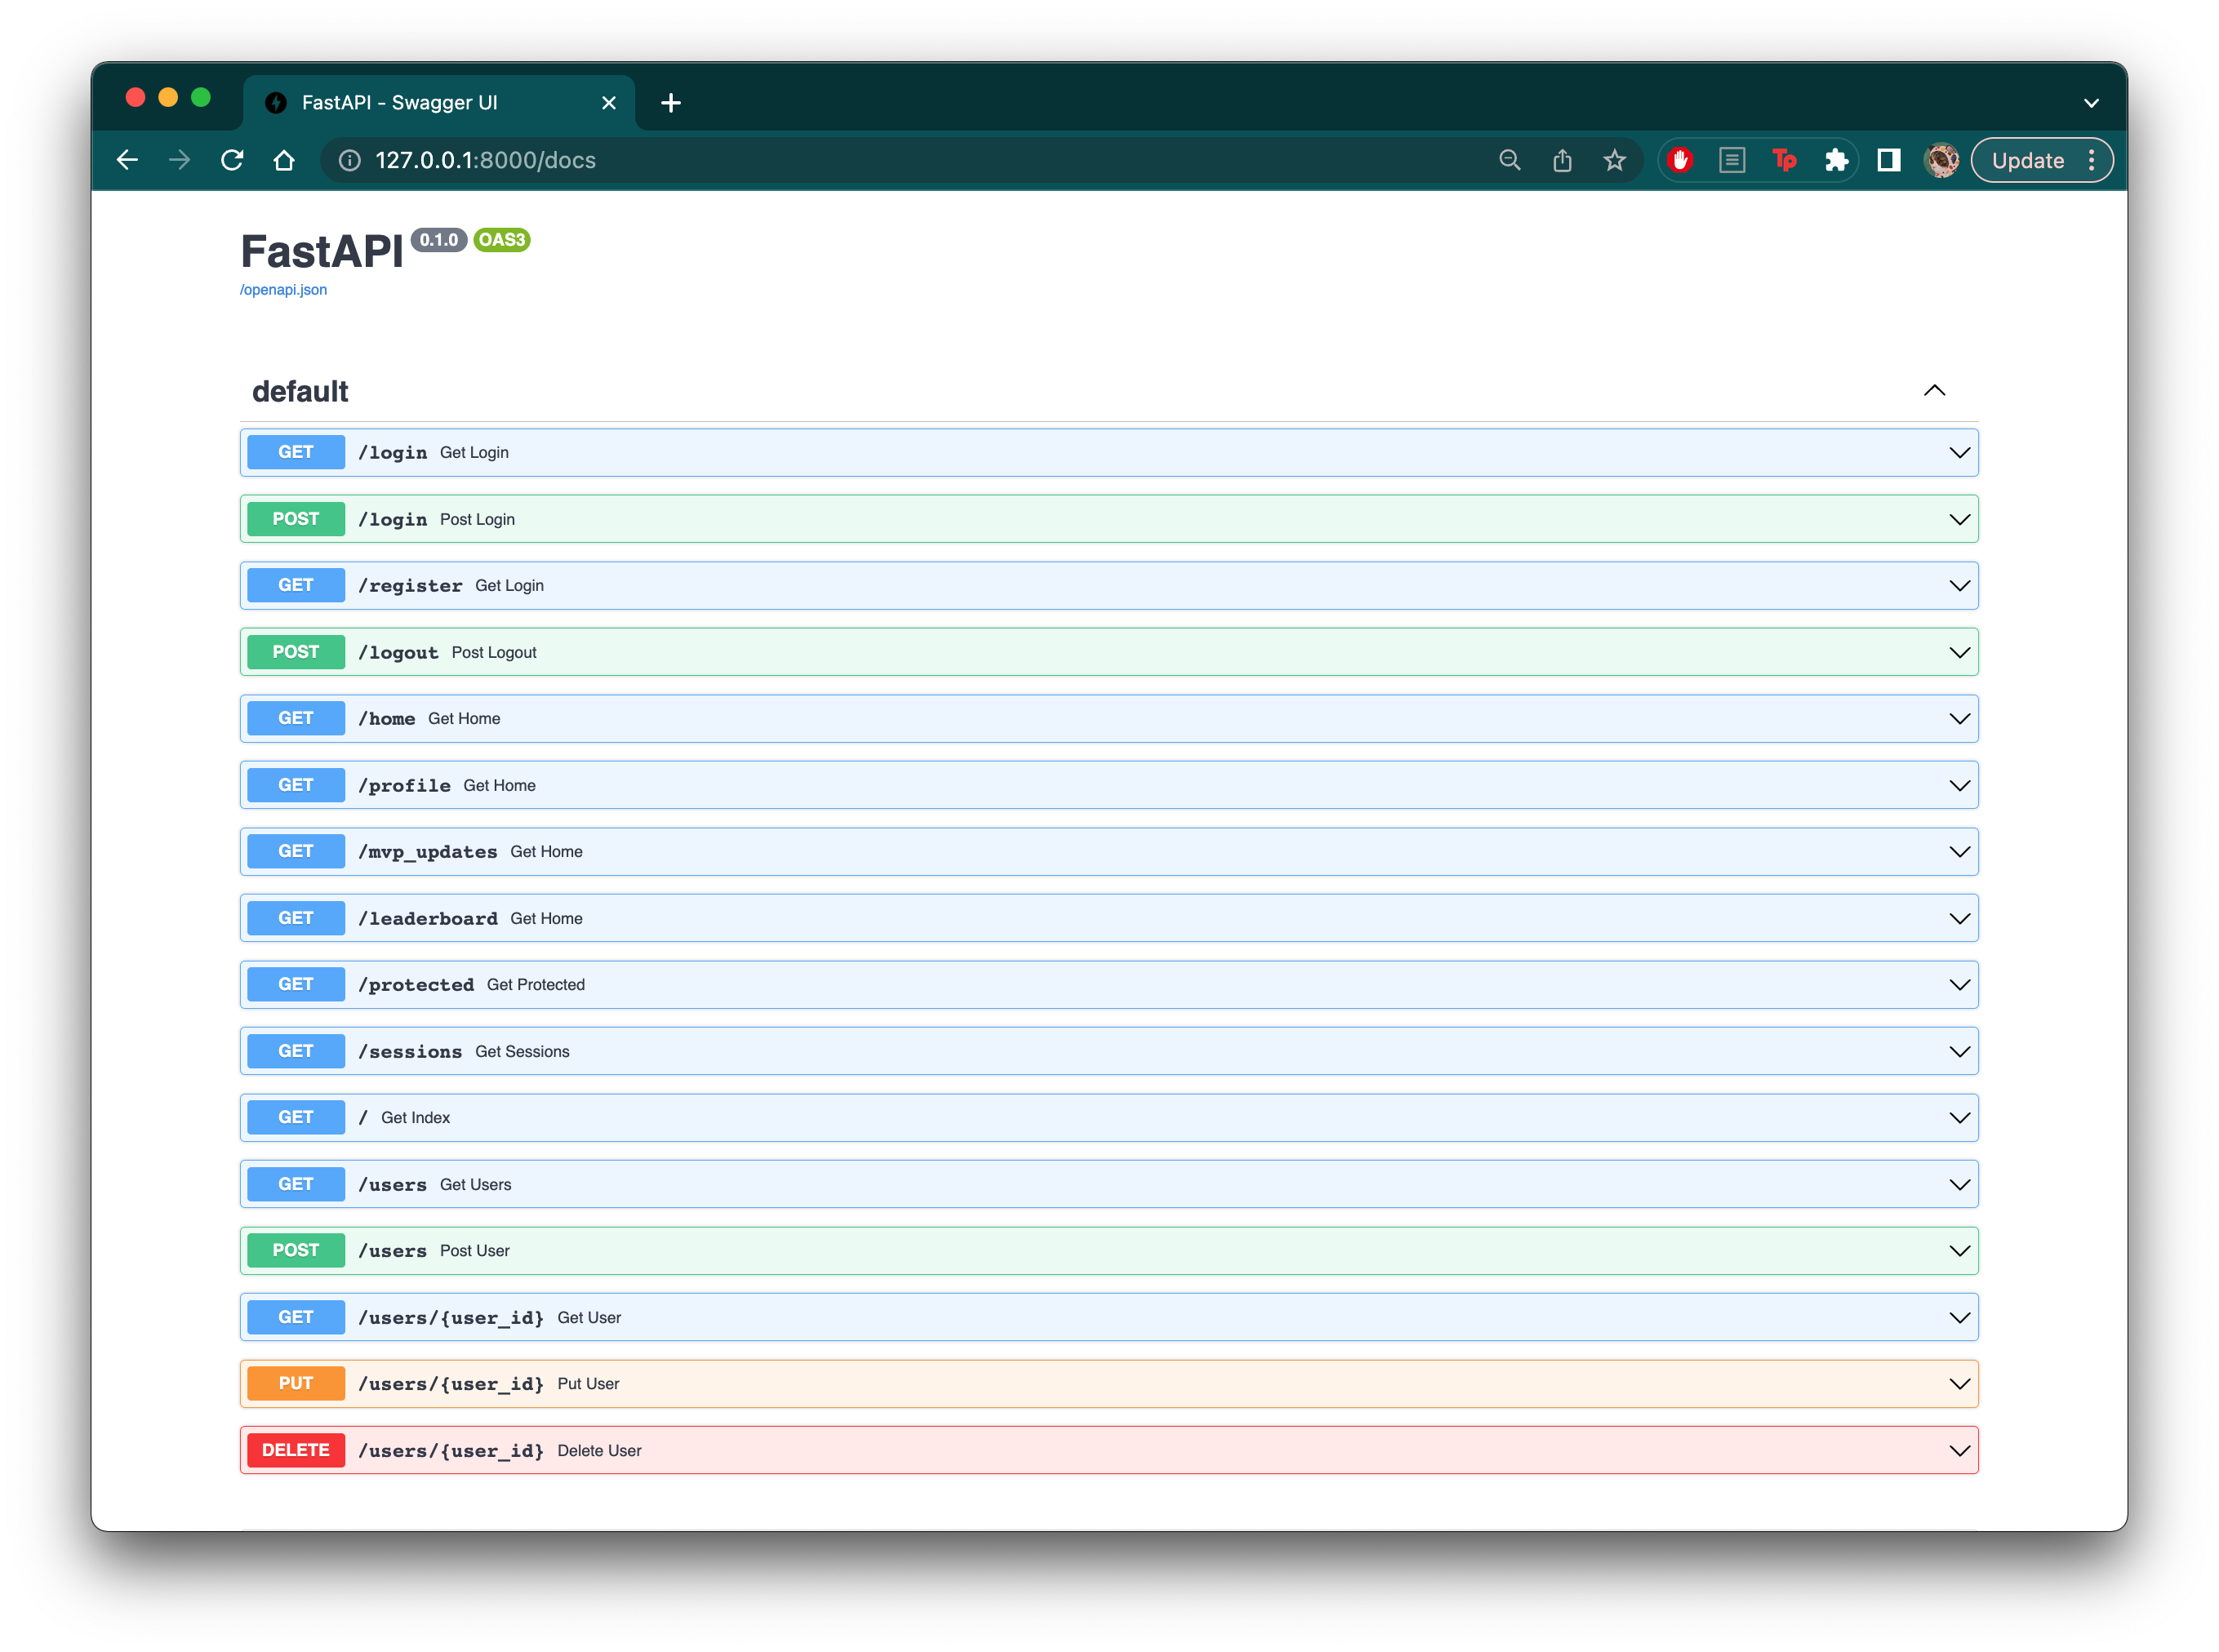 FastAPI - Swagger UI
127.0.0.1:8000/docs
Tp
Update
FastAPI 0.1.0 OAS3
/openapi.json
default
GET /login Get Login
POST /login Post Login
GET /register Get Login
POST /logout Post Logout
GET /home Get Home
GET /profile Get Home
GET /mvp_updates Get Home
GET /leaderboard Get Home
GET /protected Get Protected
GET /sessions Get Sessions
GET / Get Index
GET /users Get Users
POST /users Post User
GET /users/{user_id} Get User
PUT /users/{user_id} Put User
DELETE /users/{user_id} Delete User